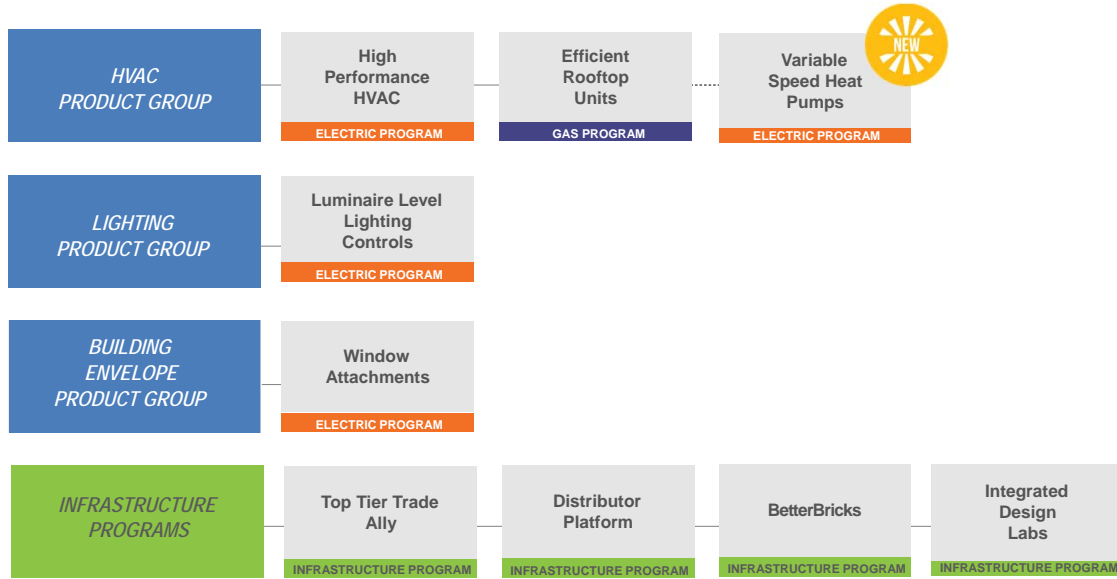 HVAC
PRODUCT GROUP
High
Performance
HVAC
ELECTRIC PROGRAM
Efficient
Rooftop
Units
GAS PROGRAM
Variable
Speed Heat
Pumps
ELECTRIC PROGRAM
NEW
LIGHTING
PRODUCT GROUP
Luminaire Level
Lighting
Controls
ELECTRIC PROGRAM
BUILDING
ENVELOPE
PRODUCT GROUP
Window
Attachments
ELECTRIC PROGRAM
INFRASTRUCTURE
PROGRAMS
Top Tier Trade
Ally
INFRASTRUCTURE PROGRAM
Distributor
Platform
INFRASTRUCTURE PROGRAM
BetterBricks
INFRASTRUCTURE PROGRAM
Integrated
Design
Labs
INFRASTRUCTURE PROGRAM